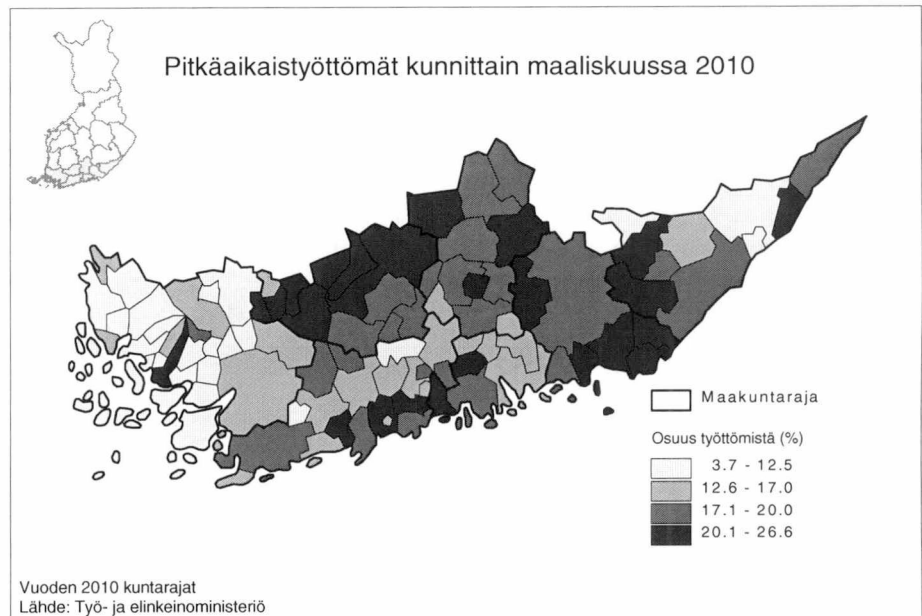 Pitkäaikaistyöttömät kunnittain maaliskuussa 2010
Maakuntaraja
Osuus työttömistä (%)
3.7 - 12.5
12.6 - 17.0
17.1 - 20.0
20.1 - 26.6
Vuoden 2010 kuntarajat
Lähde: Työ- ja elinkeinoministeriö